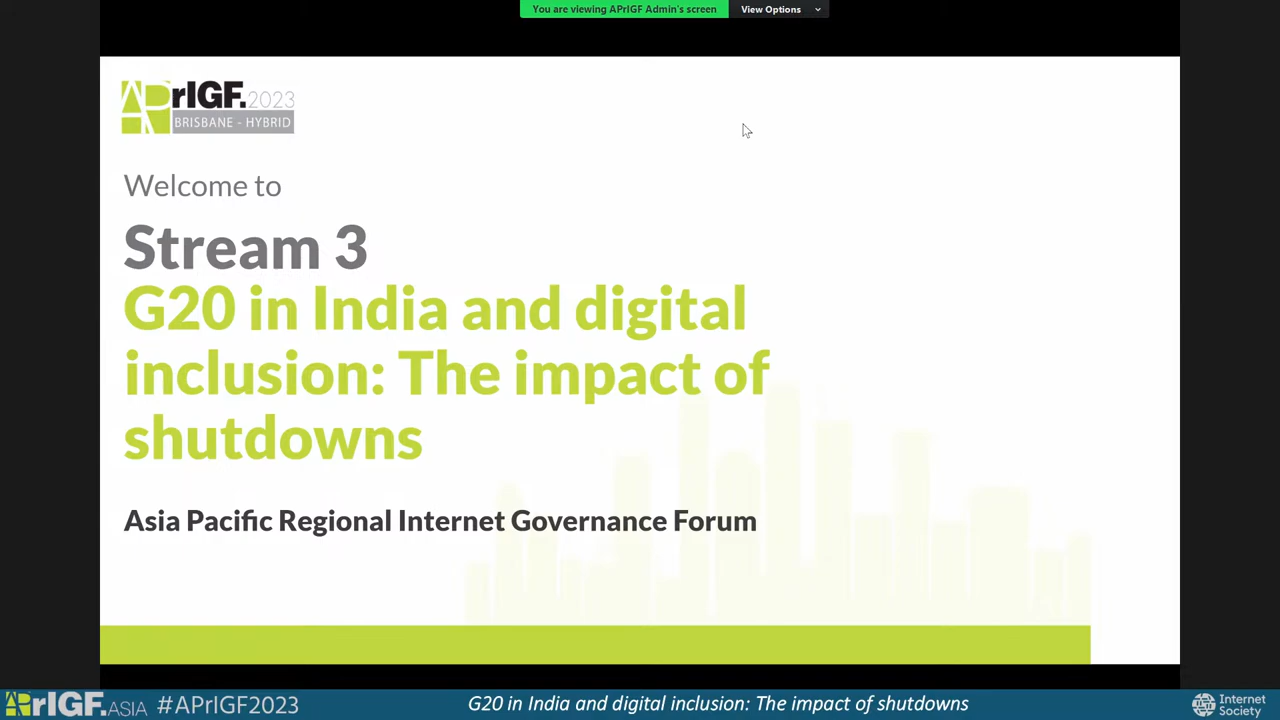 You are viewing APrIGF Admin's screen View Options
APrIGF.2023
BRISBANE - HYBRID
Welcome to
Stream 3
G20 in India and digital
inclusion: The impact of
shutdowns
Asia Pacific Regional Internet Governance Forum
APrIGF.ASIA #APrIGF2023 G20 in India and digital inclusion: The impact of shutdowns Internet
Society